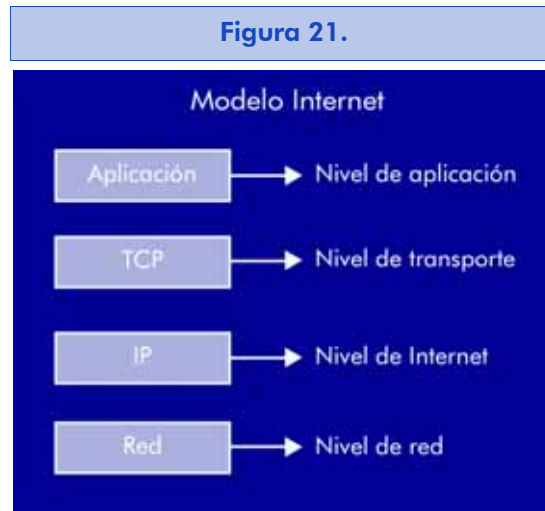 Figura 21.
Modelo Internet
Aplicación Nivel de aplicación
TCP Nivel de transporte
IP Nivel de Internet
Red Nivel de red